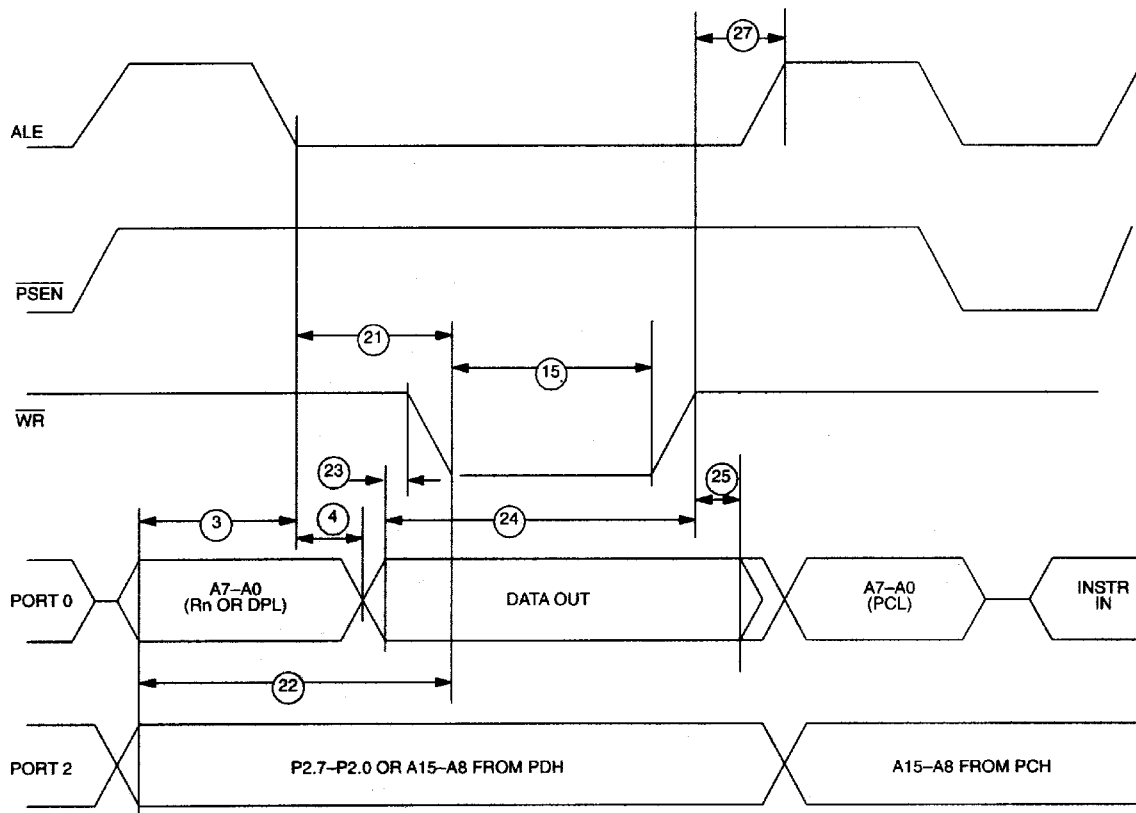 27
ALE
PSEN
21
15
WR
23
25
3
4
24
PORT 0
A7–A0
(Rn OR DPL)
DATA OUT
A7–A0
(PCL)
INSTR
IN
22
PORT 2
P2.7–P2.0 OR A15–A8 FROM PDH
A15–A8 FROM PCH